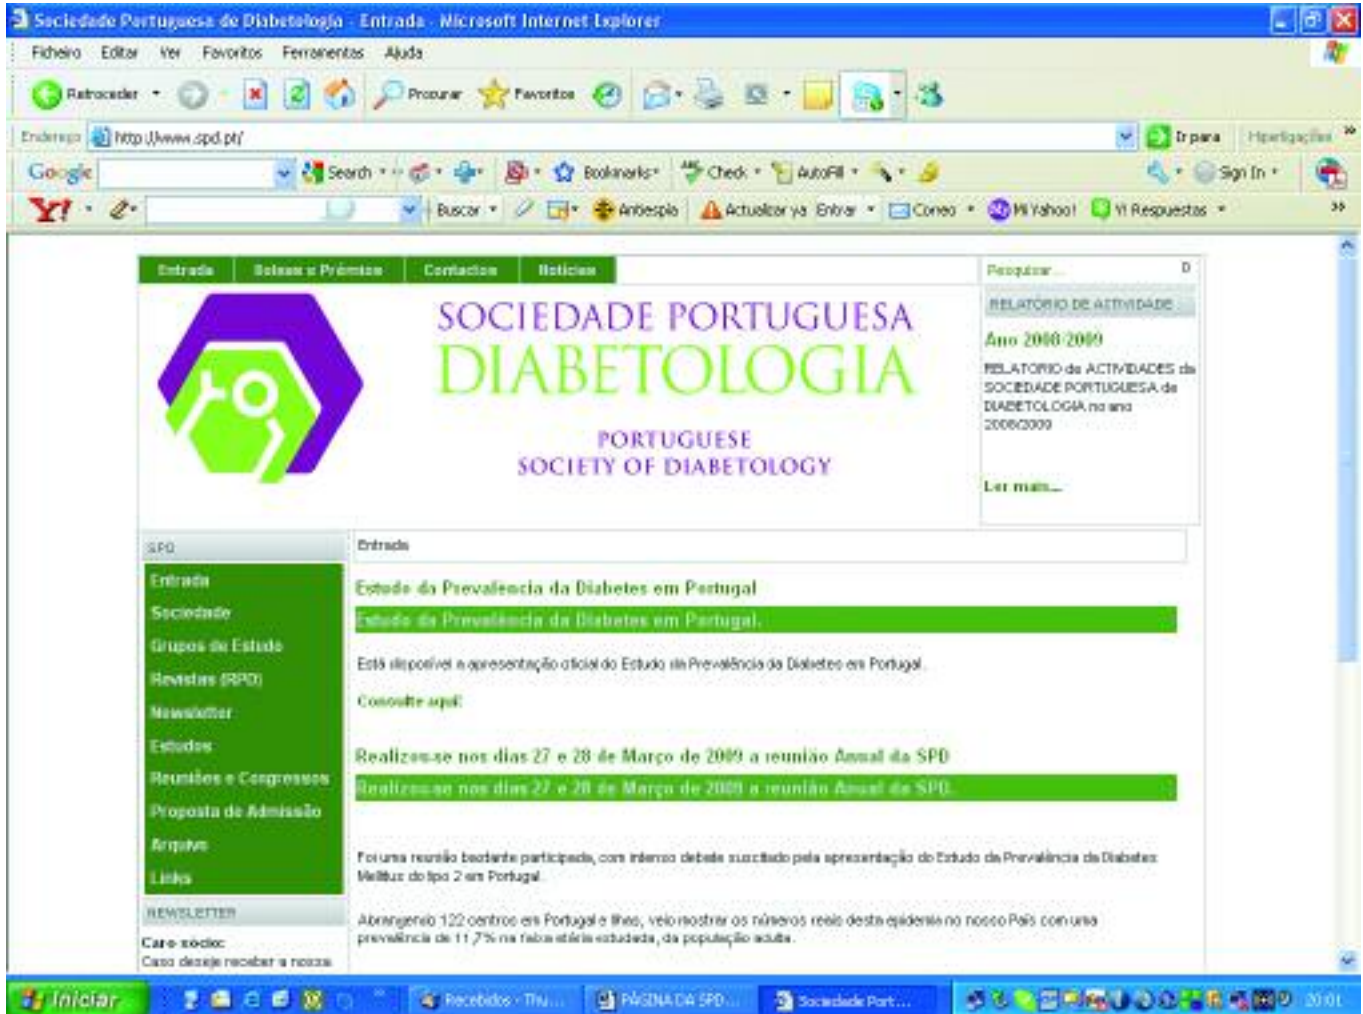 Sociedade Portuguesa de Diabetologia - Entrada - Microsoft Internet Explorer
Ficheiro Editar Ver Favoritos Ferramentas Ajuda
Retroceder Procurar Favoritos
Endereço http://www.spd.pt/ Ir para Hiperligações
Google Search Bookmarks Check AutoFill Sign In
Y! Buscar Antiespía Actualizar ya Entrar Correo Mi Yahoo! Y! Respuestas
Entrada Bolsas e Prémios Contactos Notícias
Pesquisar...
SOCIEDADE PORTUGUESA
DIABETOLOGIA
PORTUGUESE
SOCIETY OF DIABETOLOGY
RELATÓRIO DE ACTIVIDADE
Ano 2008/2009
RELATORIO de ACTIVIDADES da
SOCIEDADE PORTUGUESA de
DIABETOLOGIA no ano
2008/2009
Ler mais...
SPD
Entrada
Sociedade
Grupos de Estudo
Revistas (RPD)
Newsletter
Estudos
Reuniões e Congressos
Proposta de Admissão
Arquivo
Links
NEWSLETTER
Caro sócio:
Caso deseje receber a nossa
Entrada
Estudo da Prevalência da Diabetes em Portugal
Estudo da Prevalência da Diabetes em Portugal.
Está disponível a apresentação oficial do Estudo da Prevalência da Diabetes em Portugal.
Consulte aqui!
Realizou-se nos dias 27 e 28 de Março de 2009 a reunião Anual da SPD
Realizou-se nos dias 27 e 28 de Março de 2009 a reunião Anual da SPD.
Foi uma reunião bastante participada, com intenso debate suscitado pela apresentação do Estudo da Prevalência da Diabetes
Mellitus do tipo 2 em Portugal.
Abrangendo 122 centros em Portugal e Ilhas, veio mostrar os números reais desta epidemia no nosso País com uma
prevalência de 11,7% na faixa etária estudada, da população adulta.
Iniciar Recebidos - Thu... PÁGINA DA SPD... Sociedade Port... 20:01